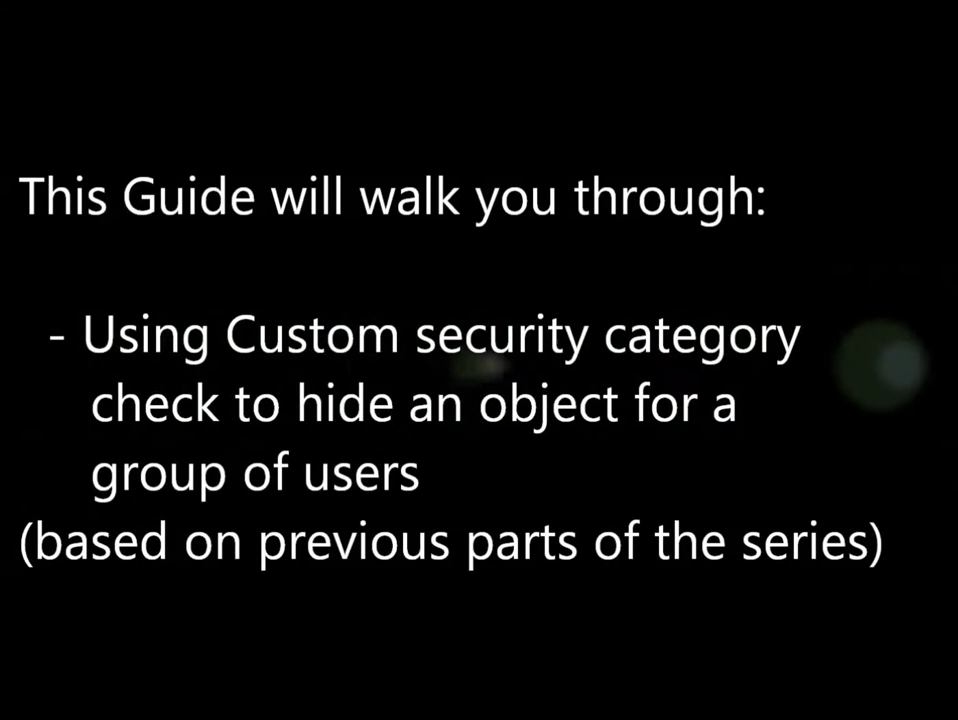 This Guide will walk you through:
- Using Custom security category
check to hide an object for a
group of users
(based on previous parts of the series)